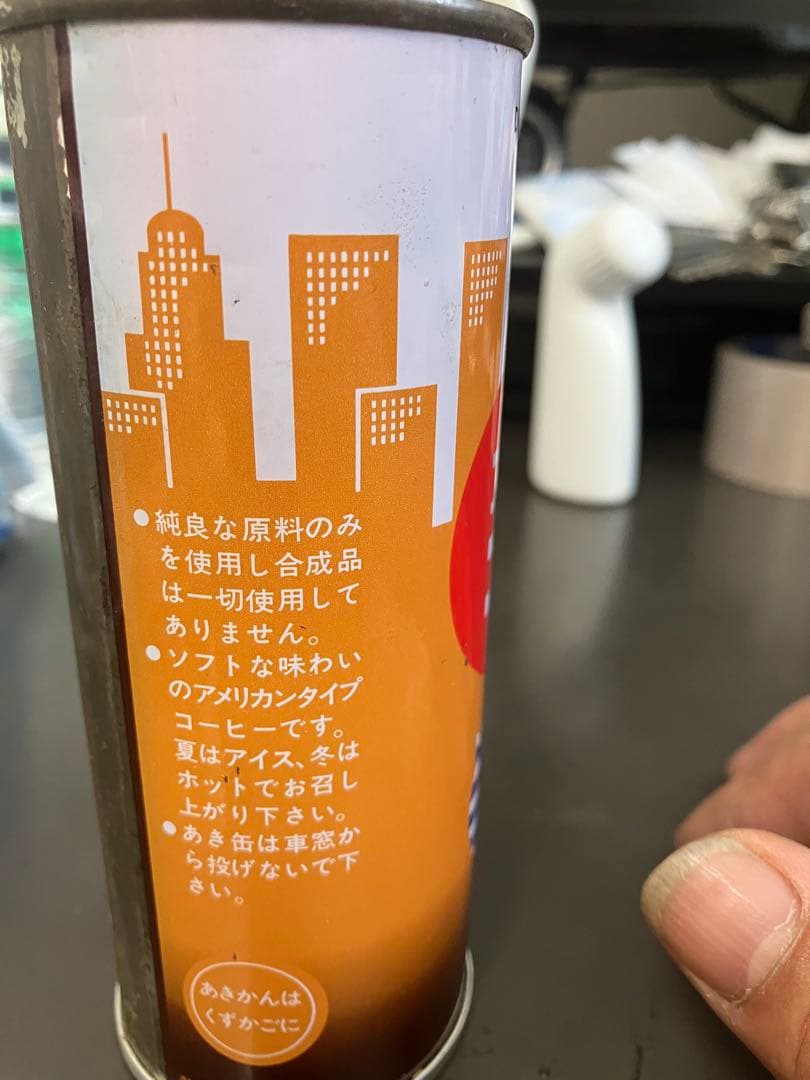 ●純良な原料のみ
を使用し合成品
は一切使用して
ありません。
●ソフトな味わい
のアメリカンタイプ
コーヒーです。
夏はアイス、冬は
ホットでお召し
上がり下さい。
●あき缶は車窓か
ら投げないで下
さい。
あきかんは
くずかごに